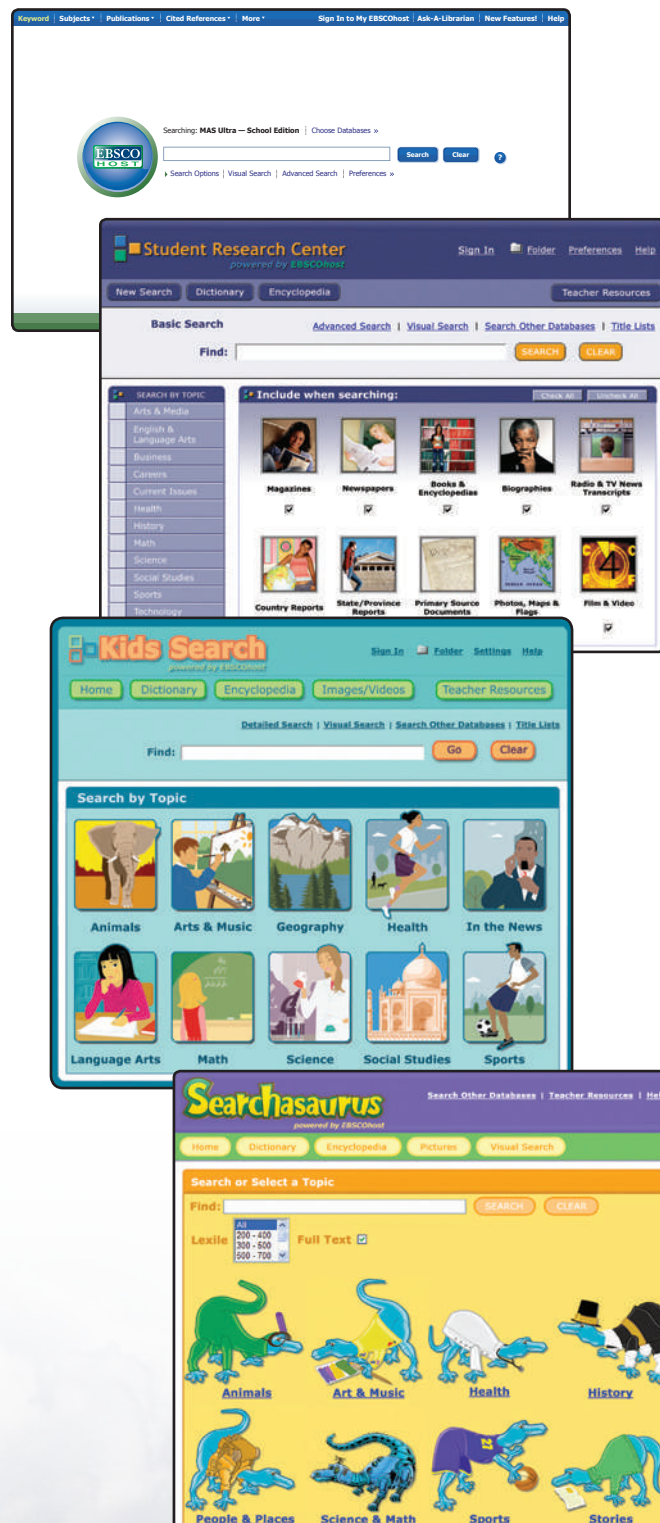 Keyword Subjects Publications Cited References More Sign In to My EBSCOhost Ask-A-Librarian New Features! Help
Searching: MAS Ultra — School Edition Choose Databases »
EBSCO
HOST
Search Clear ?
Search Options Visual Search Advanced Search Preferences »
Student Research Center
powered by EBSCOhost
Sign In Folder Preferences Help
New Search Dictionary Encyclopedia Teacher Resources
Basic Search
Advanced Search | Visual Search | Search Other Databases | Title Lists
Find: SEARCH CLEAR
SEARCH BY TOPIC
Arts & Media
English &
Language Arts
Business
Careers
Current Issues
Health
History
Math
Science
Social Studies
Sports
Technology
Include when searching: Check All Uncheck All
Magazines Newspapers Books &
Encyclopedias Biographies Radio & TV News
Transcripts
4
Country Reports State/Province
Reports Primary Source
Documents Photos, Maps &
Flags Film & Video
Kids Search
powered by EBSCOhost
Sign In Folder Settings Help
Home Dictionary Encyclopedia Images/Videos Teacher Resources
Detailed Search | Visual Search | Search Other Databases | Title Lists
Find: Go Clear
Search by Topic
Animals Arts & Music Geography Health In the News
Language Arts Math Science Social Studies Sports
Searchasaurus
powered by EBSCOhost
Search Other Databases | Teacher Resources |
Home Dictionary Encyclopedia Pictures Visual Search
Search or Select a Topic
Find: SEARCH CLEAR
Lexile
All
200 - 400
300 - 500
500 - 700
Full Text
Animals Art & Music Health History
27
People & Places Science & Math Sports Stories